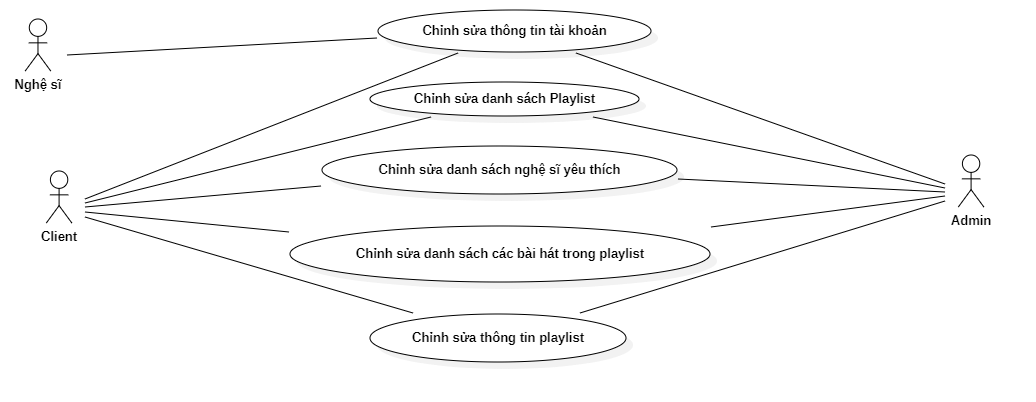 Chỉnh sửa thông tin tài khoản
Nghệ sĩ
Chỉnh sửa danh sách Playlist
Chỉnh sửa danh sách nghệ sĩ yêu thích
Client
Admin
Chỉnh sửa danh sách các bài hát trong playlist
Chỉnh sửa thông tin playlist